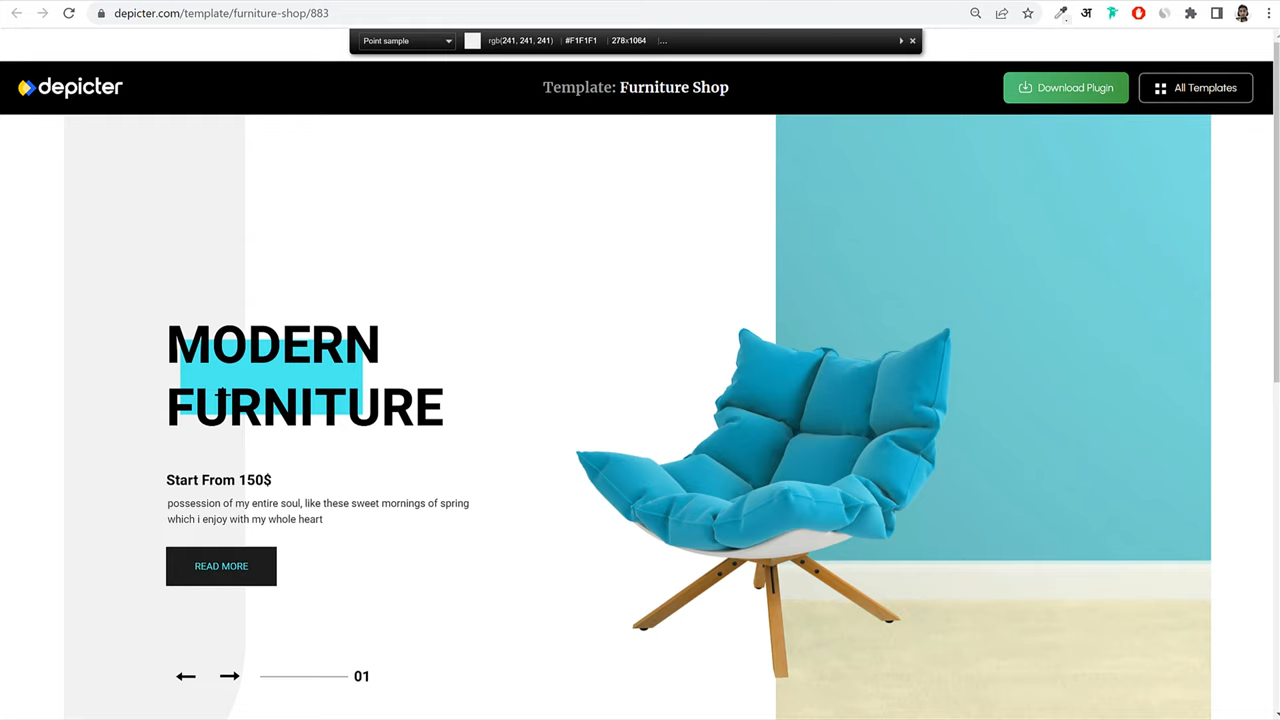 depicter.com/template/furniture-shop/883
अ
Point sample
rgb(241, 241, 241)
#F1F1F1
278x1064
...
depicter
Template: Furniture Shop
Download Plugin
All Templates
MODERN
FURNITURE
Start From 150$
possession of my entire soul, like these sweet mornings of spring
which i enjoy with my whole heart
READ MORE
01